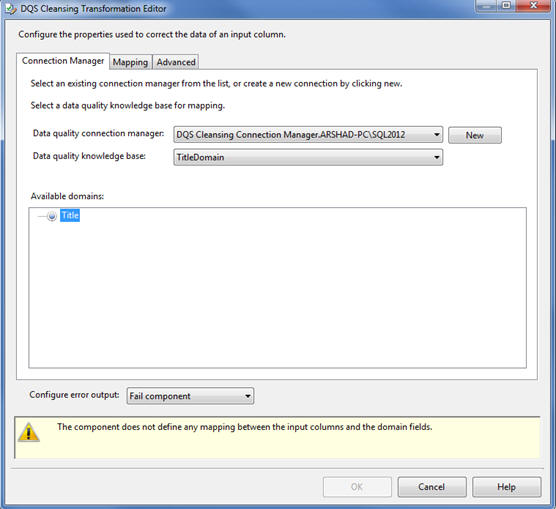 DQS Cleansing Transformation Editor
Configure the properties used to correct the data of an input column.
Connection Manager Mapping Advanced
Select an existing connection manager from the list, or create a new connection by clicking new.
Select a data quality knowledge base for mapping.
Data quality connection manager: DQS Cleansing Connection Manager.ARSHAD-PC\SQL2012 New
Data quality knowledge base: TitleDomain
Available domains:
Title
Configure error output: Fail component
The component does not define any mapping between the input columns and the domain fields.
OK Cancel Help